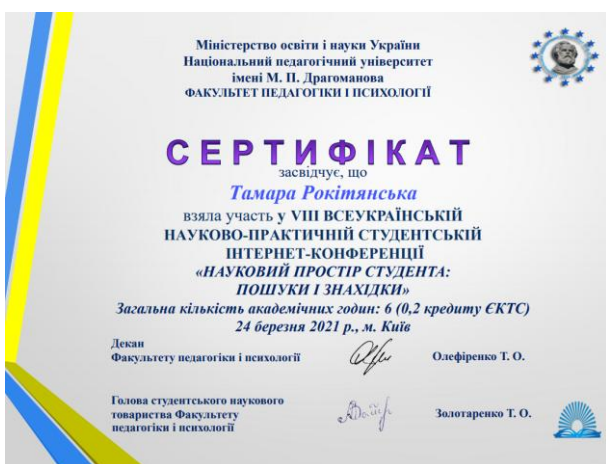 Міністерство освіти і науки України
Національний педагогічний університет
імені М. П. Драгоманова
ФАКУЛЬТЕТ ПЕДАГОГІКИ І ПСИХОЛОГІЇ
СЕРТИФІКАТ
засвідчує, що
Тамара Рокітянська
взяла участь у VIII ВСЕУКРАЇНСЬКІЙ
НАУКОВО-ПРАКТИЧНІЙ СТУДЕНТСЬКІЙ
ІНТЕРНЕТ-КОНФЕРЕНЦІЇ
«НАУКОВИЙ ПРОСТІР СТУДЕНТА:
ПОШУКИ І ЗНАХІДКИ»
Загальна кількість академічних годин: 6 (0,2 кредиту ЄКТС)
24 березня 2021 р., м. Київ
Декан
Факультету педагогіки і психології
Олефіренко Т. О.
Голова студентського наукового
товариства Факультету
педагогіки і психології
Золотаренко Т. О.